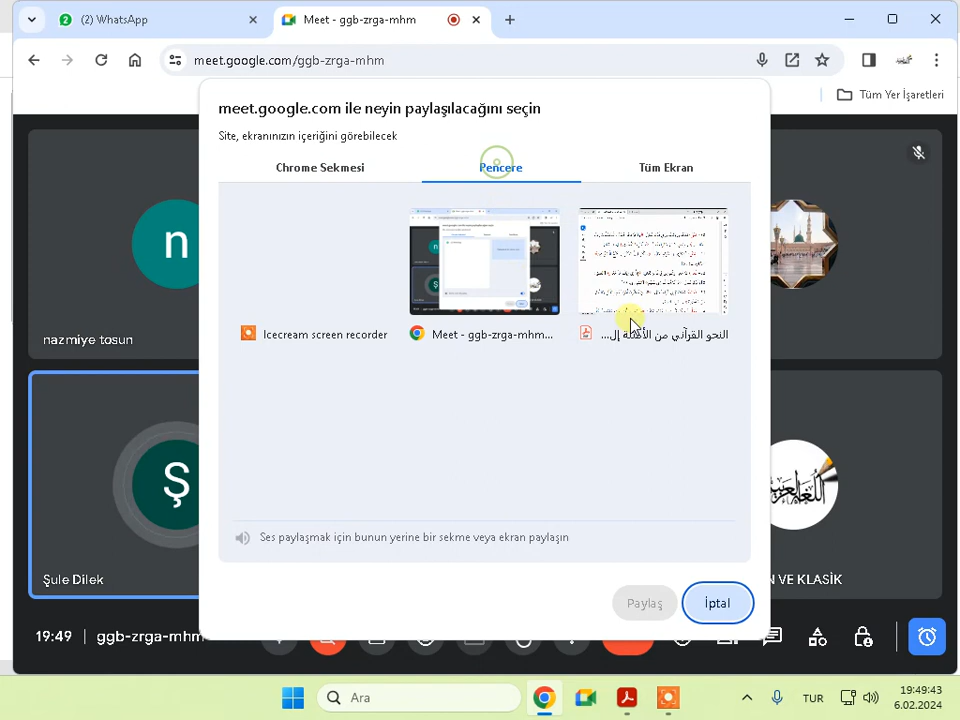 2
(2) WhatsApp
Meet - ggb-zrga-mhm
meet.google.com/ggb-zrga-mhm
Tüm Yer İşaretleri
meet.google.com ile neyin paylaşılacağını seçin
Site, ekranınızın içeriğini görebilecek
Chrome Sekmesi
Pencere
Tüm Ekran
n
Icecream screen recorder
Meet - ggb-zrga-mhm...
النحو القرآني من الأمثلة إل...
nazmiye tosun
Ş
Ses paylaşmak için bunun yerine bir sekme veya ekran paylaşın
Şule Dilek
N VE KLASİK
Paylaş
İptal
19:49
ggb-zrga-mhm
Ara
TUR
19:49:43
6.02.2024